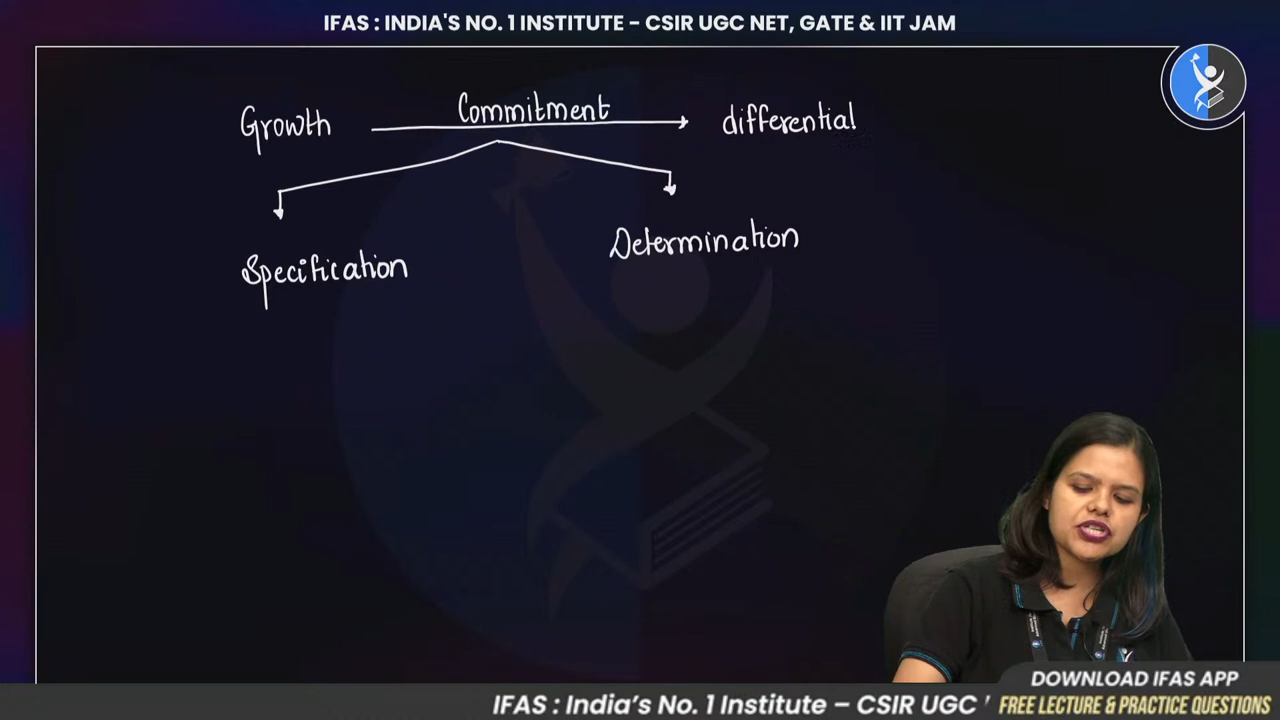 IFAS : INDIA'S NO. 1 INSTITUTE - CSIR UGC NET, GATE & IIT JAM
Growth Commitment differential
Specification Determination
DOWNLOAD IFAS APP
IFAS : India's No. 1 Institute – CSIR UGC
FREE LECTURE & PRACTICE QUESTIONS